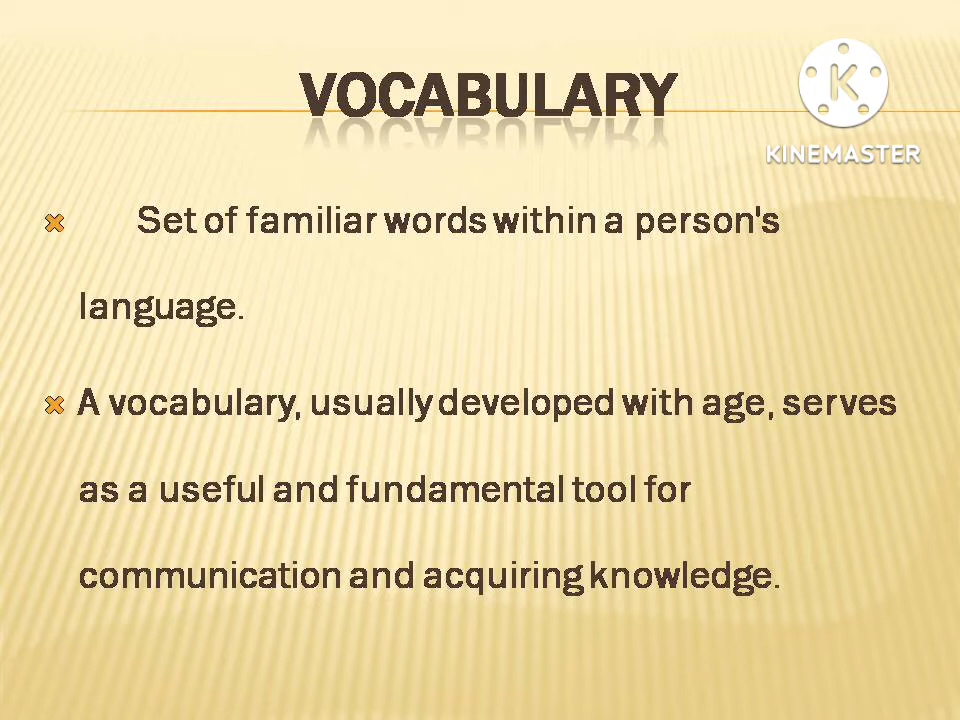 VOCABULARY
K
KINEMASTER
Set of familiar words within a person's
language.
A vocabulary, usually developed with age, serves
as a useful and fundamental tool for
communication and acquiring knowledge.